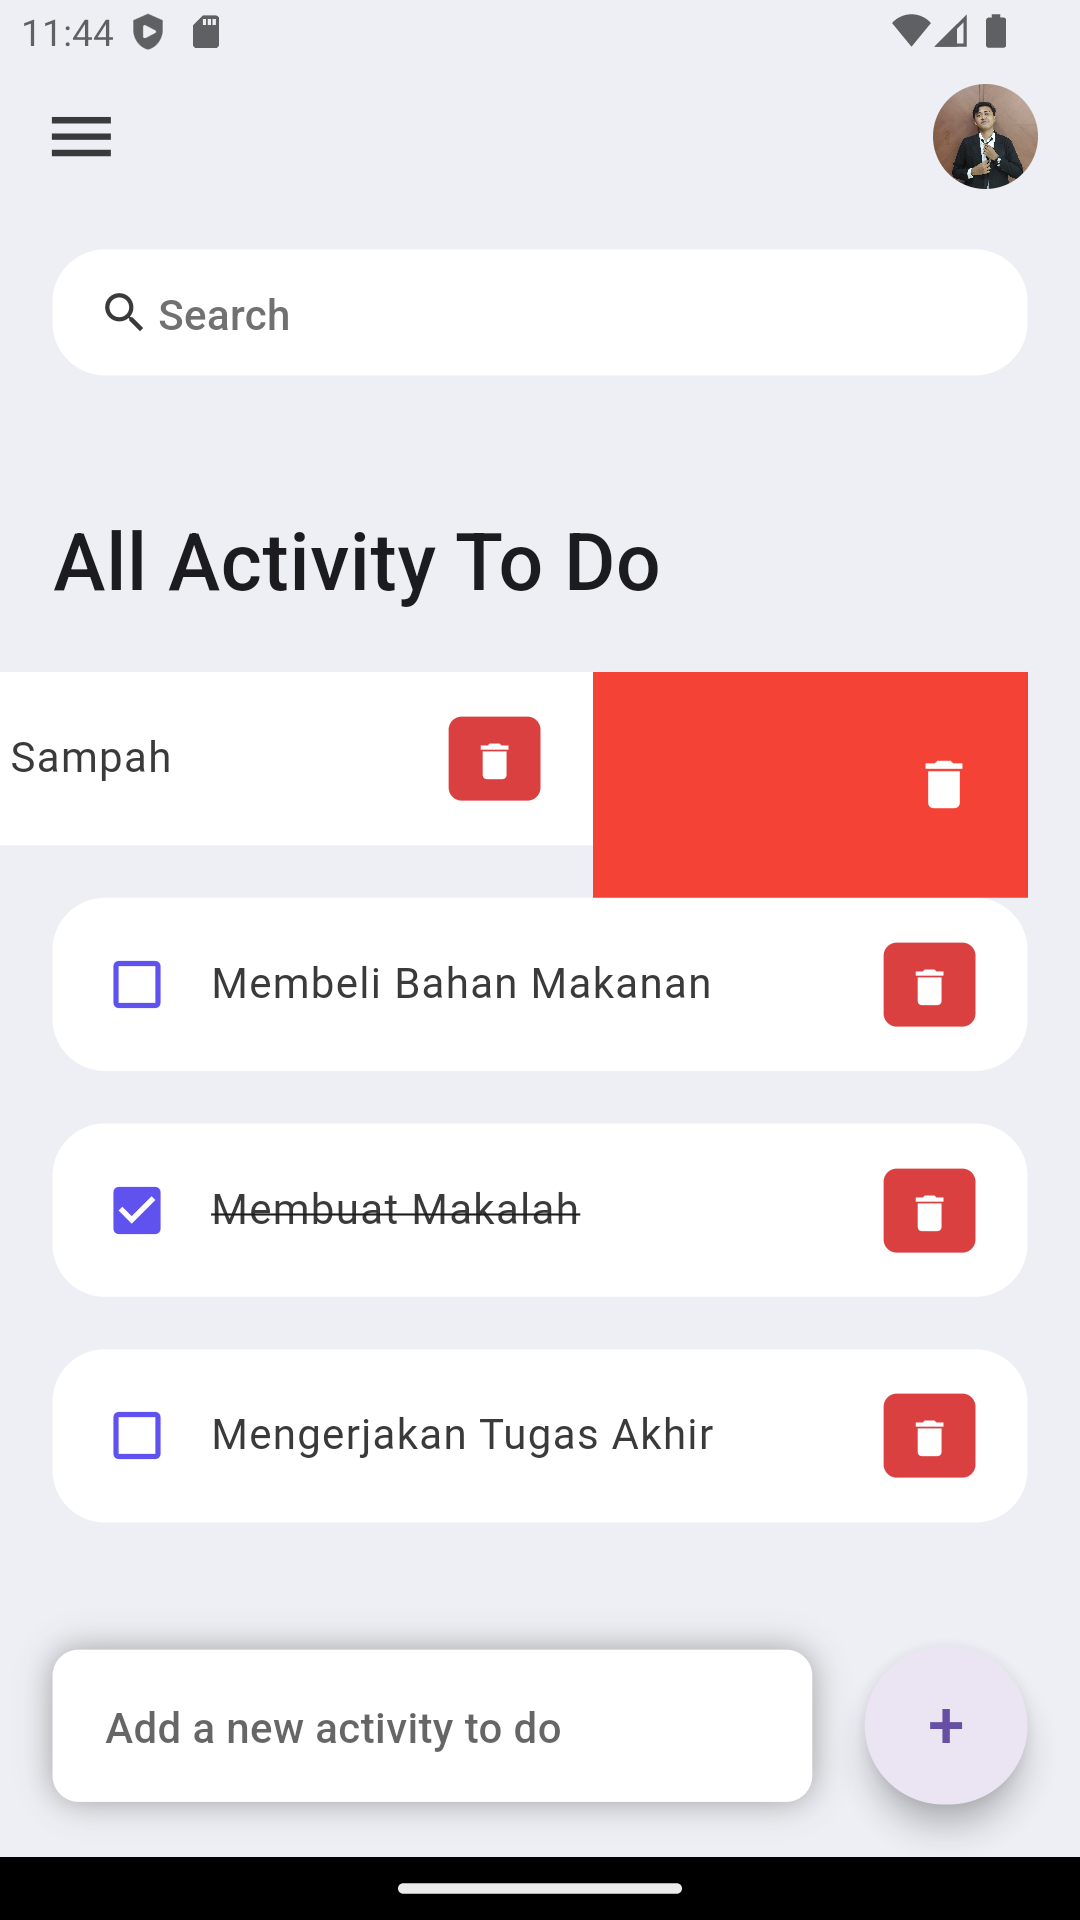 11:44
Search
All Activity To Do
Sampah
Membeli Bahan Makanan
Membuat Makalah
Mengerjakan Tugas Akhir
Add a new activity to do
+